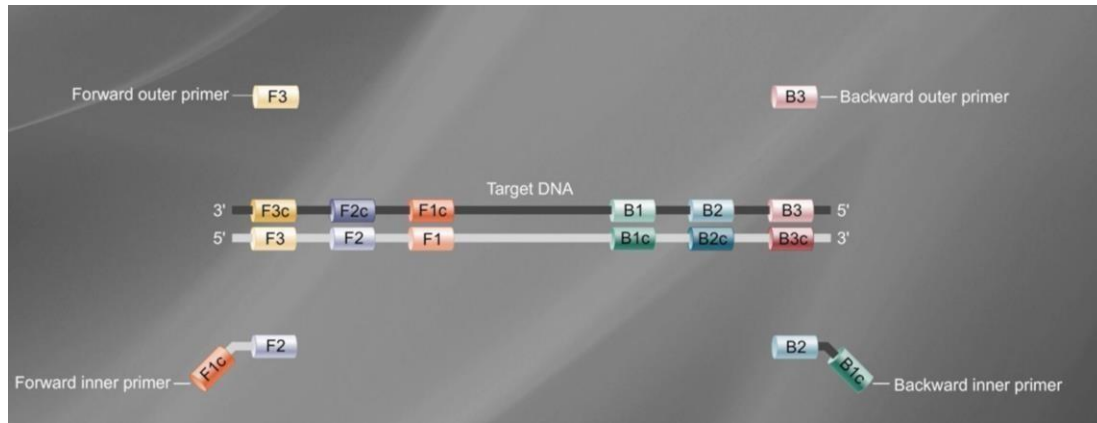 Forward outer primer F3 B3 Backward outer primer
Target DNA
3' F3c F2c F1c B1 B2 B3 5'
5' F3 F2 F1 B1c B2c B3c 3'
F2 B2
Forward inner primer F1c B1c Backward inner primer